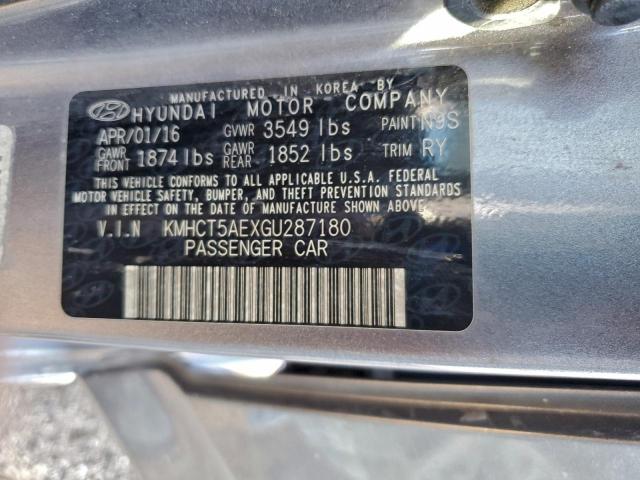 MANUFACTURED IN KOREA BY
HYUNDAI MOTOR COMPANY
APR/01/16 GVWR 3549 lbs PAINT N9S
GAWR FRONT 1874 lbs GAWR REAR 1852 lbs TRIM RY
THIS VEHICLE CONFORMS TO ALL APPLICABLE U.S.A. FEDERAL
MOTOR VEHICLE SAFETY, BUMPER, AND THEFT PREVENTION STANDARDS
IN EFFECT ON THE DATE OF MANUFACTURE SHOWN ABOVE.
V.I.N KMHCT5AEXGU287180
PASSENGER CAR